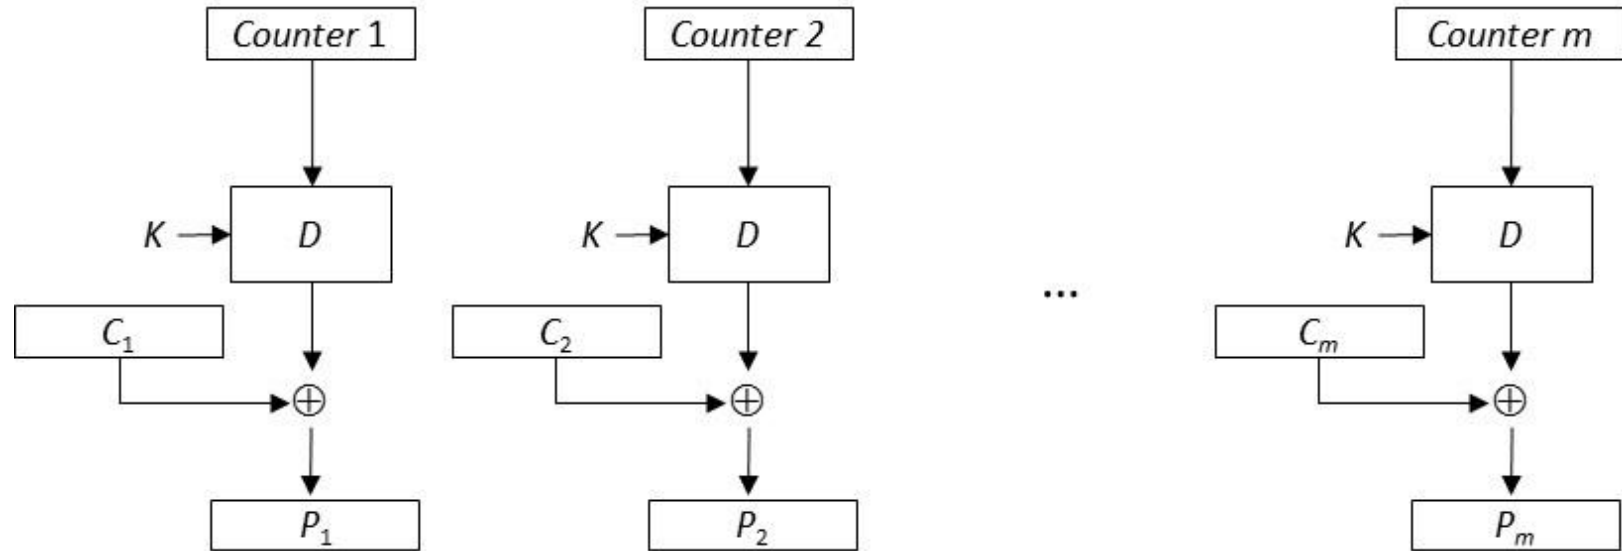 Counter 1 Counter 2 Counter m
K D K D K D
...
C1 C2 Cm
⊕ ⊕ ⊕
P1 P2 Pm